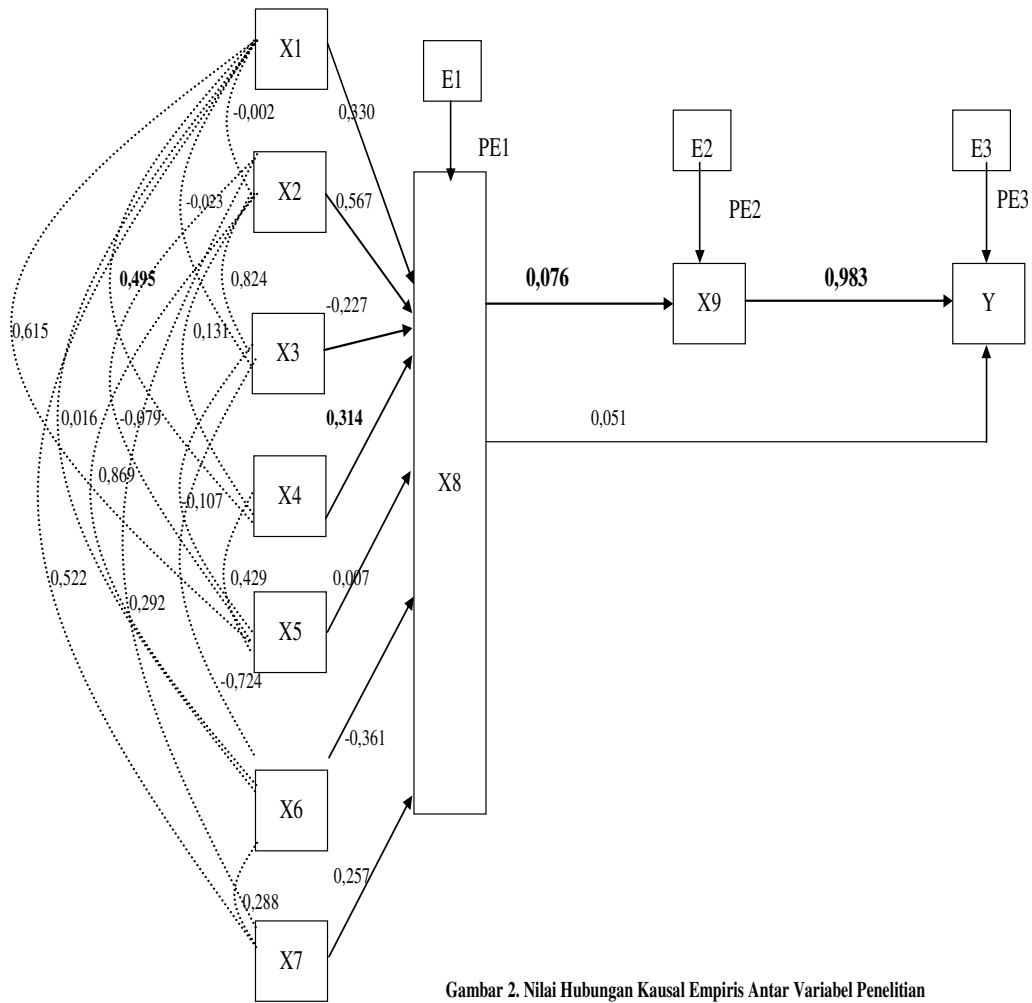 X1
E1
-0,002
0,330
PE1
E2
E3
X2
-0,023
0,567
PE2
PE3
0,495
0,824
0,076
0,983
-0,227
X9
Y
0,615
0,131
X3
0,016
-0,079
0,314
0,051
0,869
-0,107
X4
X8
0,522
0,429
0,007
0,292
X5
-0,724
-0,361
X6
0,257
0,288
X7
Gambar 2. Nilai Hubungan Kausal Empiris Antar Variabel Penelitian